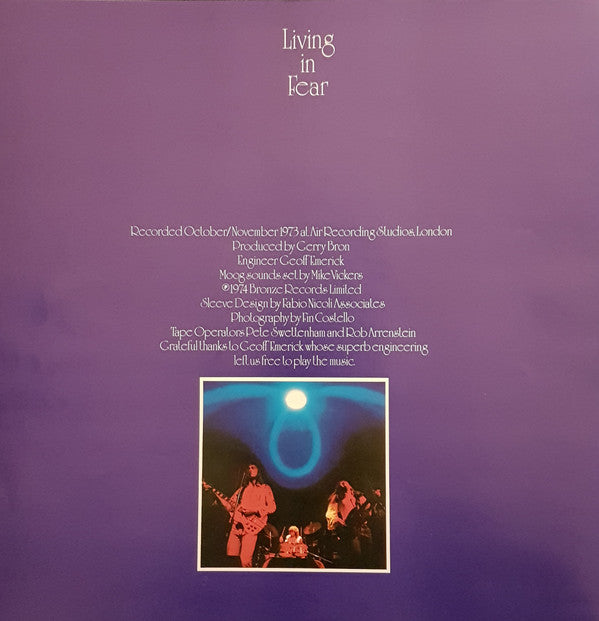 Living
in
Fear
Recorded October/November 1973 at Air Recording Studios, London
Produced by Gerry Bron
Engineer Geoff Emerick
Moog sounds set by Mike Vickers
℗1974 Bronze Records Limited
Sleeve Design by Fabio Nicoli Associates
Photography by Fin Costello
Tape Operators Pete Swettenham and Rob Arrenstein
Grateful thanks to Geoff Emerick whose superb engineering
left us free to play the music.